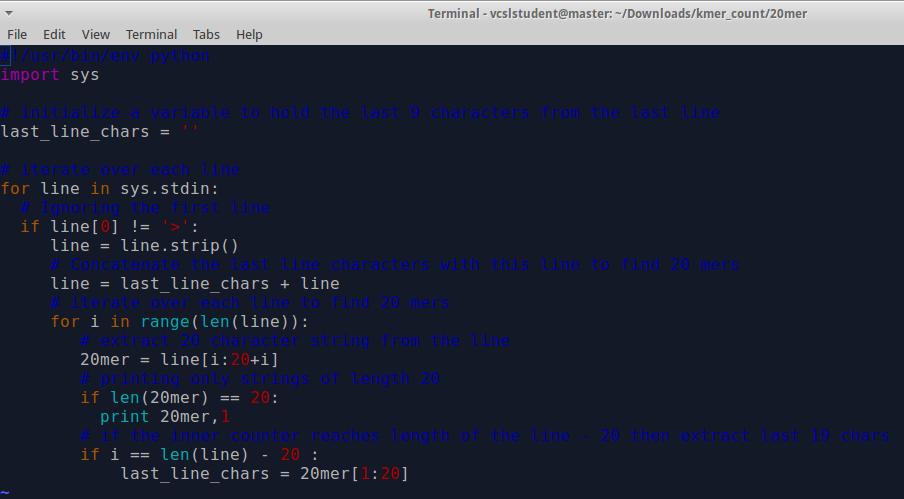 Terminal - vcslstudent@master: ~/Downloads/kmer_count/20mer
File Edit View Terminal Tabs Help
#!/usr/bin/env python
import sys

# initialize a variable to hold the last 9 characters from the last line
last_line_chars = ''

# iterate over each line
for line in sys.stdin:
  # Ignoring the first line
  if line[0] != '>':
     line = line.strip()
     # Concatenate the last line characters with this line to find 20 mers
     line = last_line_chars + line
     # iterate over each line to find 20 mers
     for i in range(len(line)):
        # extract 20 character string from the line
        20mer = line[i:20+i]
        # printing only strings of length 20
        if len(20mer) == 20:
          print 20mer,1
        # if the inner counter reaches length of the line - 20 then extract last 19 chars
        if i == len(line) - 20 :
            last_line_chars = 20mer[1:20]
~